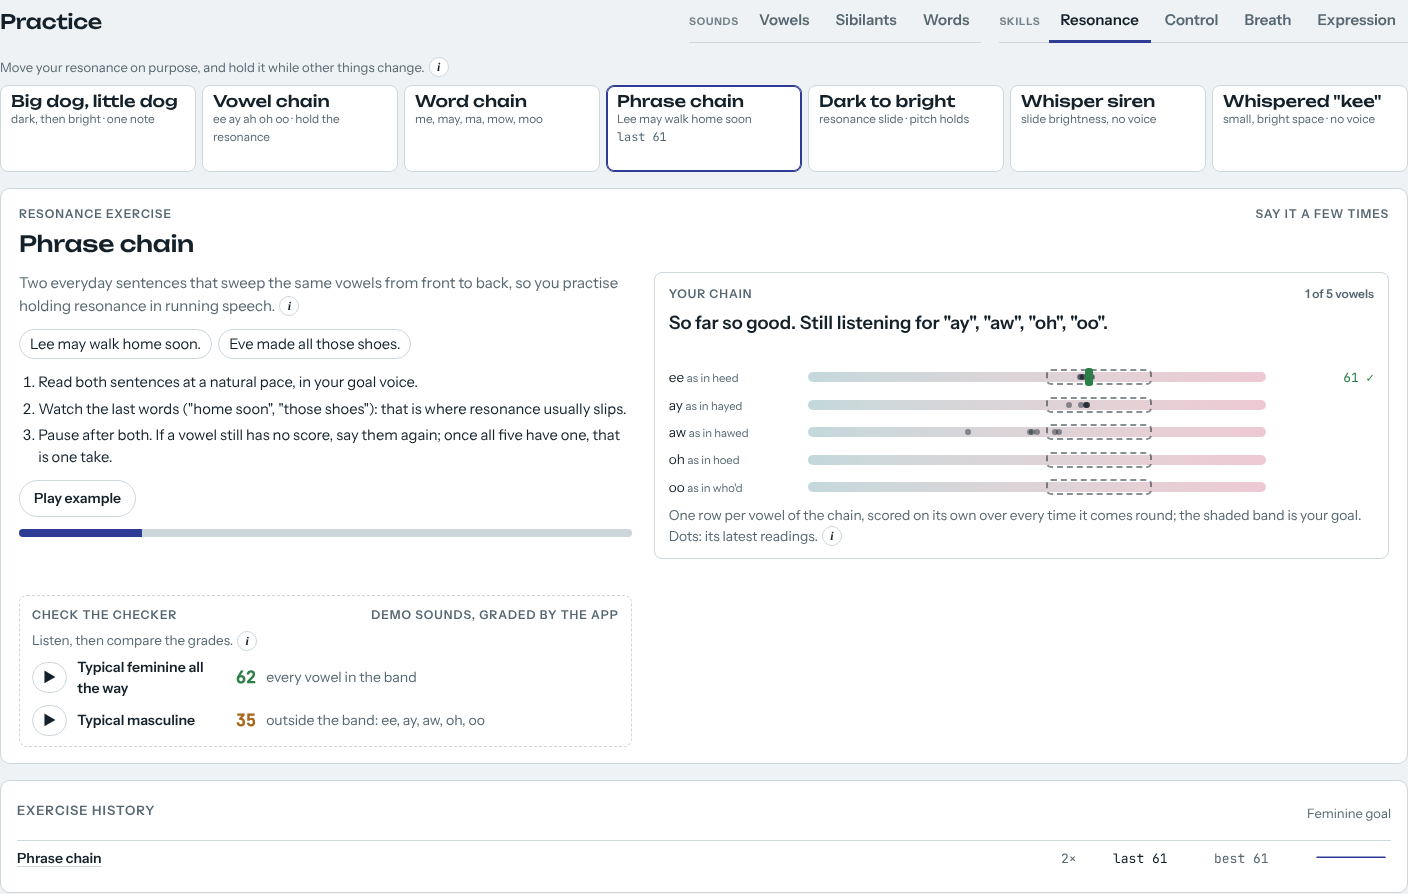 Practice
SOUNDS Vowels Sibilants Words SKILLS Resonance Control Breath Expression
Move your resonance on purpose, and hold it while other things change. i
Big dog, little dog
dark, then bright · one note
Vowel chain
ee ay ah oh oo · hold the
resonance
Word chain
me, may, ma, mow, moo
Phrase chain
Lee may walk home soon
last 61
Dark to bright
resonance slide · pitch holds
Whisper siren
slide brightness, no voice
Whispered "kee"
small, bright space · no voice
RESONANCE EXERCISE
SAY IT A FEW TIMES
Phrase chain
Two everyday sentences that sweep the same vowels from front to back, so you practise
holding resonance in running speech. i
Lee may walk home soon. Eve made all those shoes.
1. Read both sentences at a natural pace, in your goal voice.
2. Watch the last words ("home soon", "those shoes"): that is where resonance usually slips.
3. Pause after both. If a vowel still has no score, say them again; once all five have one, that
is one take.
Play example
YOUR CHAIN 1 of 5 vowels
So far so good. Still listening for "ay", "aw", "oh", "oo".
ee as in heed 61 ✓
ay as in hayed
aw as in hawed
oh as in hoed
oo as in who'd
One row per vowel of the chain, scored on its own over every time it comes round; the shaded band is your goal.
Dots: its latest readings. i
CHECK THE CHECKER DEMO SOUNDS, GRADED BY THE APP
Listen, then compare the grades. i
Typical feminine all
the way
62 every vowel in the band
Typical masculine 35 outside the band: ee, ay, aw, oh, oo
EXERCISE HISTORY Feminine goal
Phrase chain 2× last 61 best 61